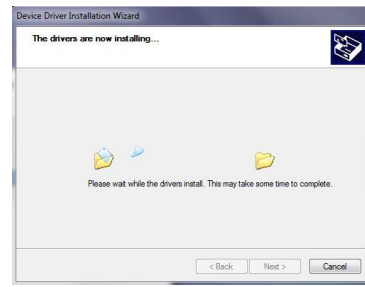 Device Driver Installation Wizard
The drivers are now installing...
Please wait while the drivers install. This may take some time to complete.
< Back
Next >
Cancel